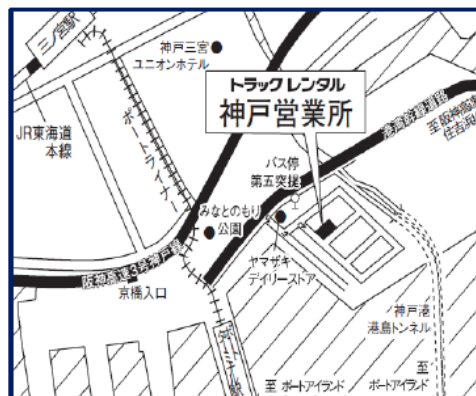 三ノ宮駅
神戸三宮
ユニオンホテル
トラックレンタル
神戸営業所
JR東海道
本線
ポートライナー
港湾幹線道路
至 阪神高速
住吉浜
バス停
第五突堤
みなとのもり
公園
ヤマザキ
デイリーストア
阪神高速3号神戸線
京橋入口
神戸港
港島トンネル
至 ポートアイランド
至
ポートアイランド